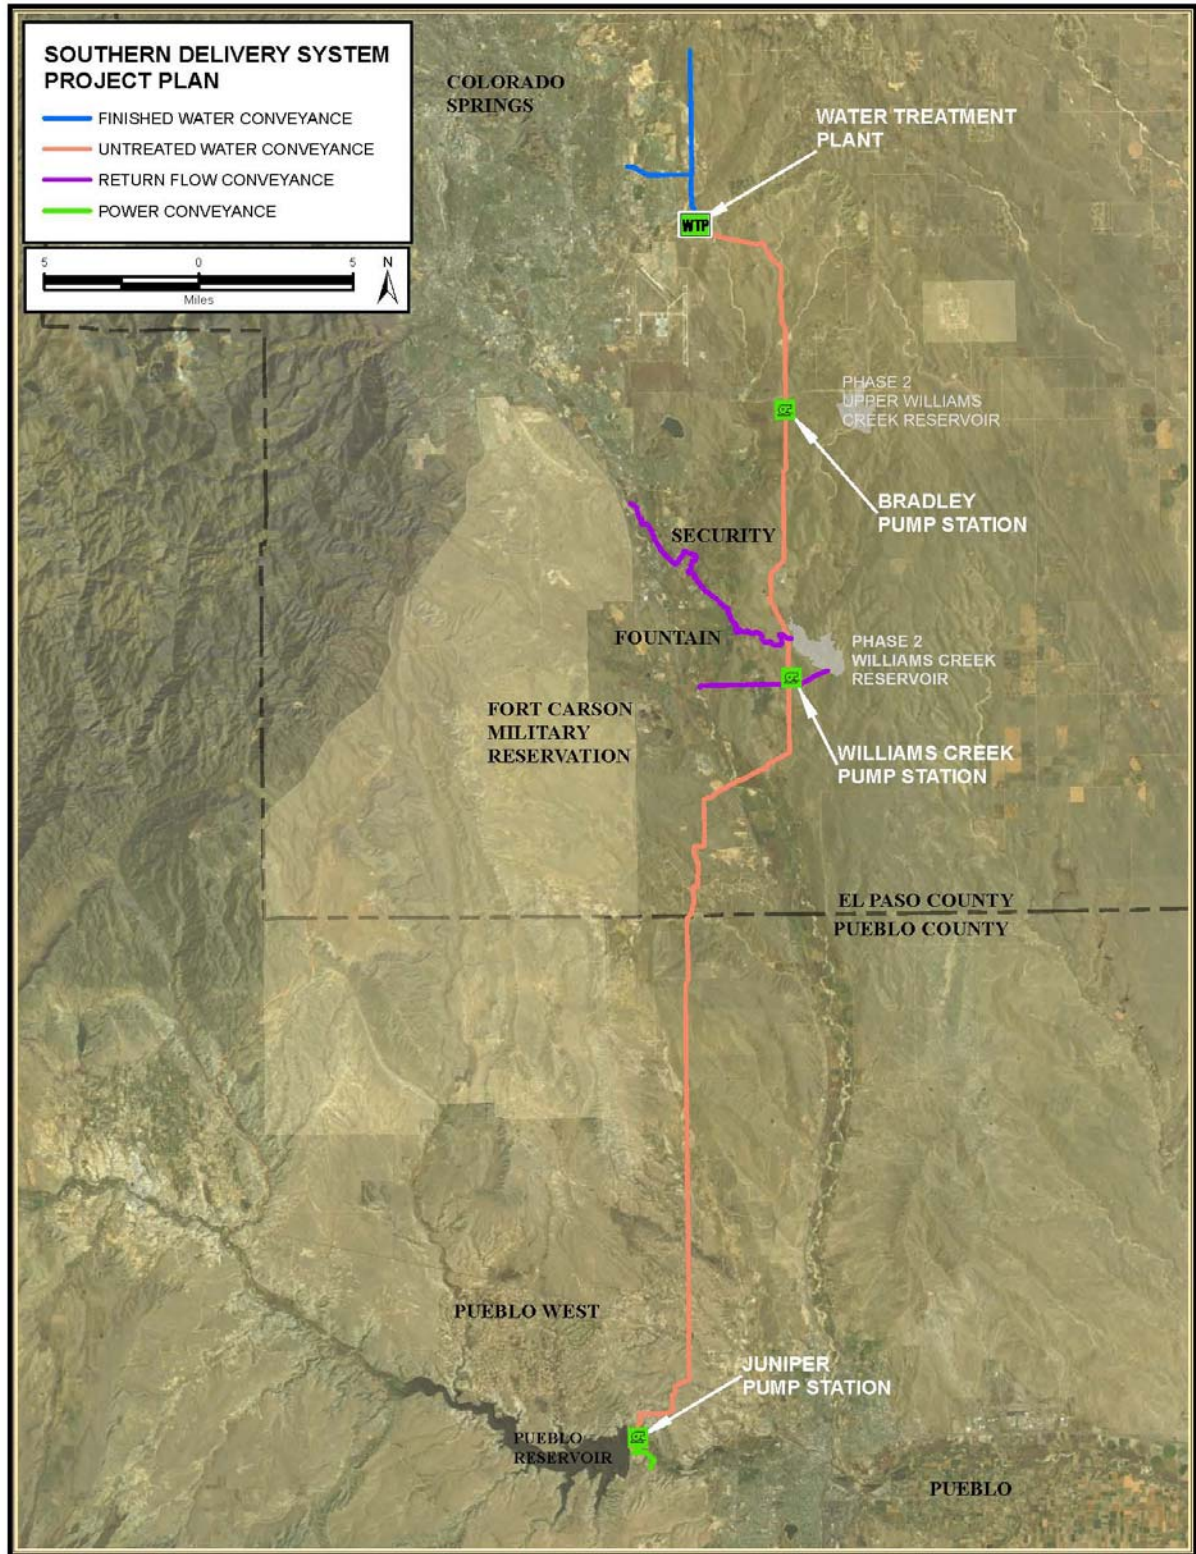 SOUTHERN DELIVERY SYSTEM
PROJECT PLAN
FINISHED WATER CONVEYANCE
UNTREATED WATER CONVEYANCE
RETURN FLOW CONVEYANCE
POWER CONVEYANCE
5 0 5
Miles
N
COLORADO
SPRINGS
WATER TREATMENT
PLANT
WTP
PHASE 2
UPPER WILLIAMS
CREEK RESERVOIR
BRADLEY
PUMP STATION
SECURITY
FOUNTAIN
PHASE 2
WILLIAMS CREEK
RESERVOIR
FORT CARSON
MILITARY
RESERVATION
WILLIAMS CREEK
PUMP STATION
EL PASO COUNTY
PUEBLO COUNTY
PUEBLO WEST
JUNIPER
PUMP STATION
PUEBLO
RESERVOIR
PUEBLO